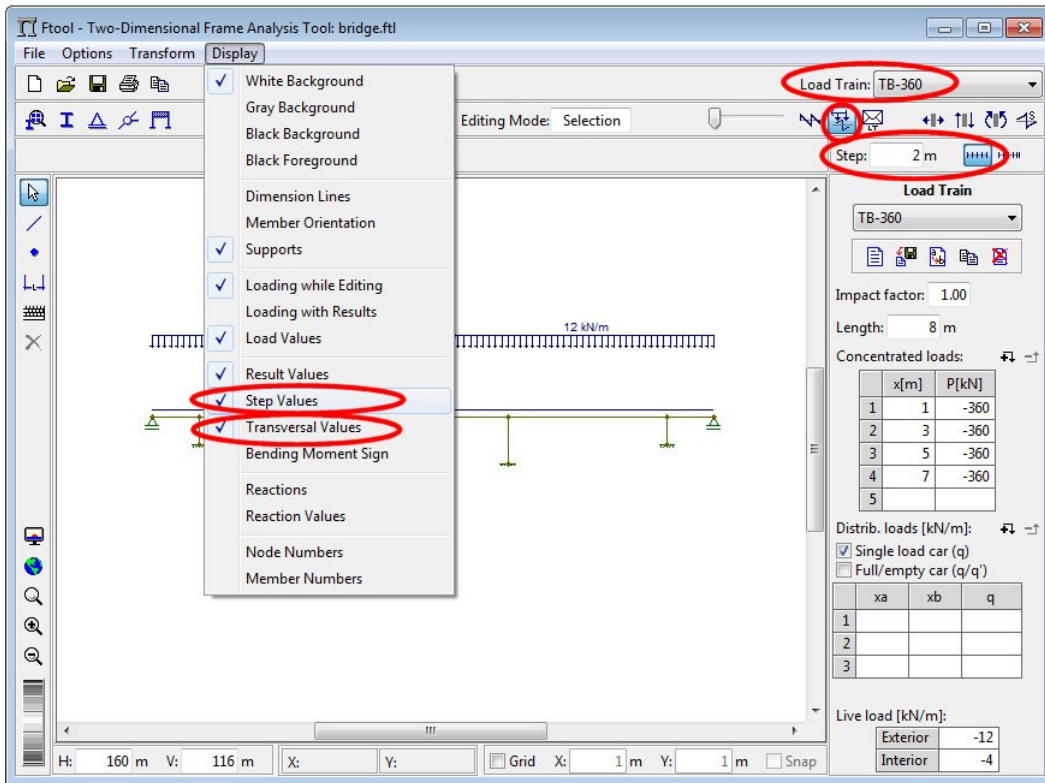 Ftool - Two-Dimensional Frame Analysis Tool: bridge.ftl
File Options Transform Display
Load Train: TB-360
Editing Mode: Selection
LT
Step: 2 m
White Background
Gray Background
Black Background
Black Foreground
Dimension Lines
Member Orientation
Supports
Loading while Editing
Loading with Results
Load Values
Result Values
Step Values
Transversal Values
Bending Moment Sign
Reactions
Reaction Values
Node Numbers
Member Numbers
12 kN/m
Load Train
TB-360
Impact factor: 1.00
Length: 8 m
Concentrated loads:
x[m] P[kN]
1 1 -360
2 3 -360
3 5 -360
4 7 -360
5
Distrib. loads [kN/m]:
Single load car (q)
Full/empty car (q/q')
xa xb q
1
2
3
Live load [kN/m]:
Exterior -12
Interior -4
H: 160 m V: 116 m X: Y: Grid X: 1 m Y: 1 m Snap